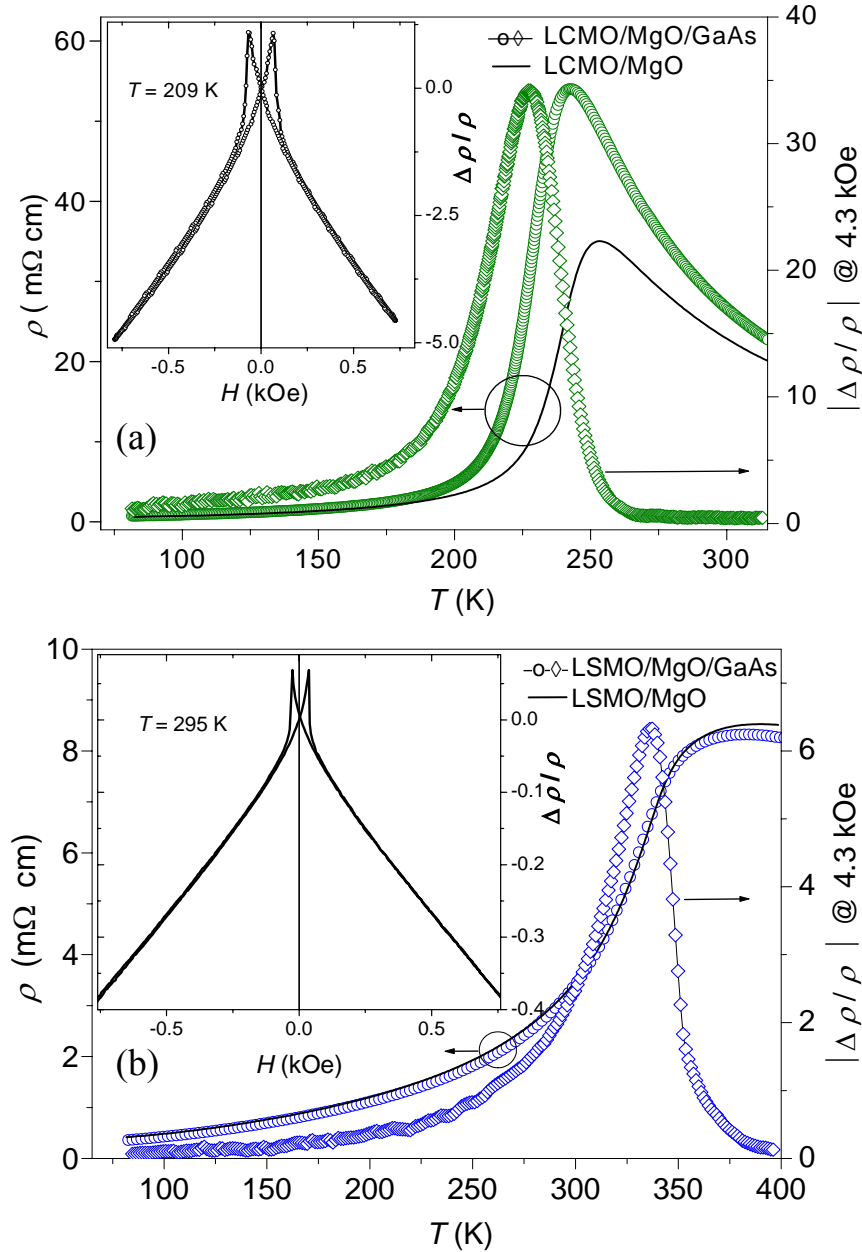 LCMO/MgO/GaAs
LCMO/MgO
T = 209 K
0.0
-2.5
-5.0
Δρ/ρ
-0.5 0.0 0.5
H (kOe)
60
40
20
0
ρ ( mΩ cm)
40
30
20
10
0
|Δρ/ρ| @ 4.3 kOe
(a)
100 150 200 250 300
T (K)
LSMO/MgO/GaAs
LSMO/MgO
T = 295 K
0.0
-0.1
-0.2
-0.3
-0.4
Δρ/ρ
-0.5 0.0 0.5
H (kOe)
10
8
6
4
2
0
ρ (mΩ cm)
6
4
2
0
|Δρ/ρ| @ 4.3 kOe
(b)
100 150 200 250 300 350 400
T (K)